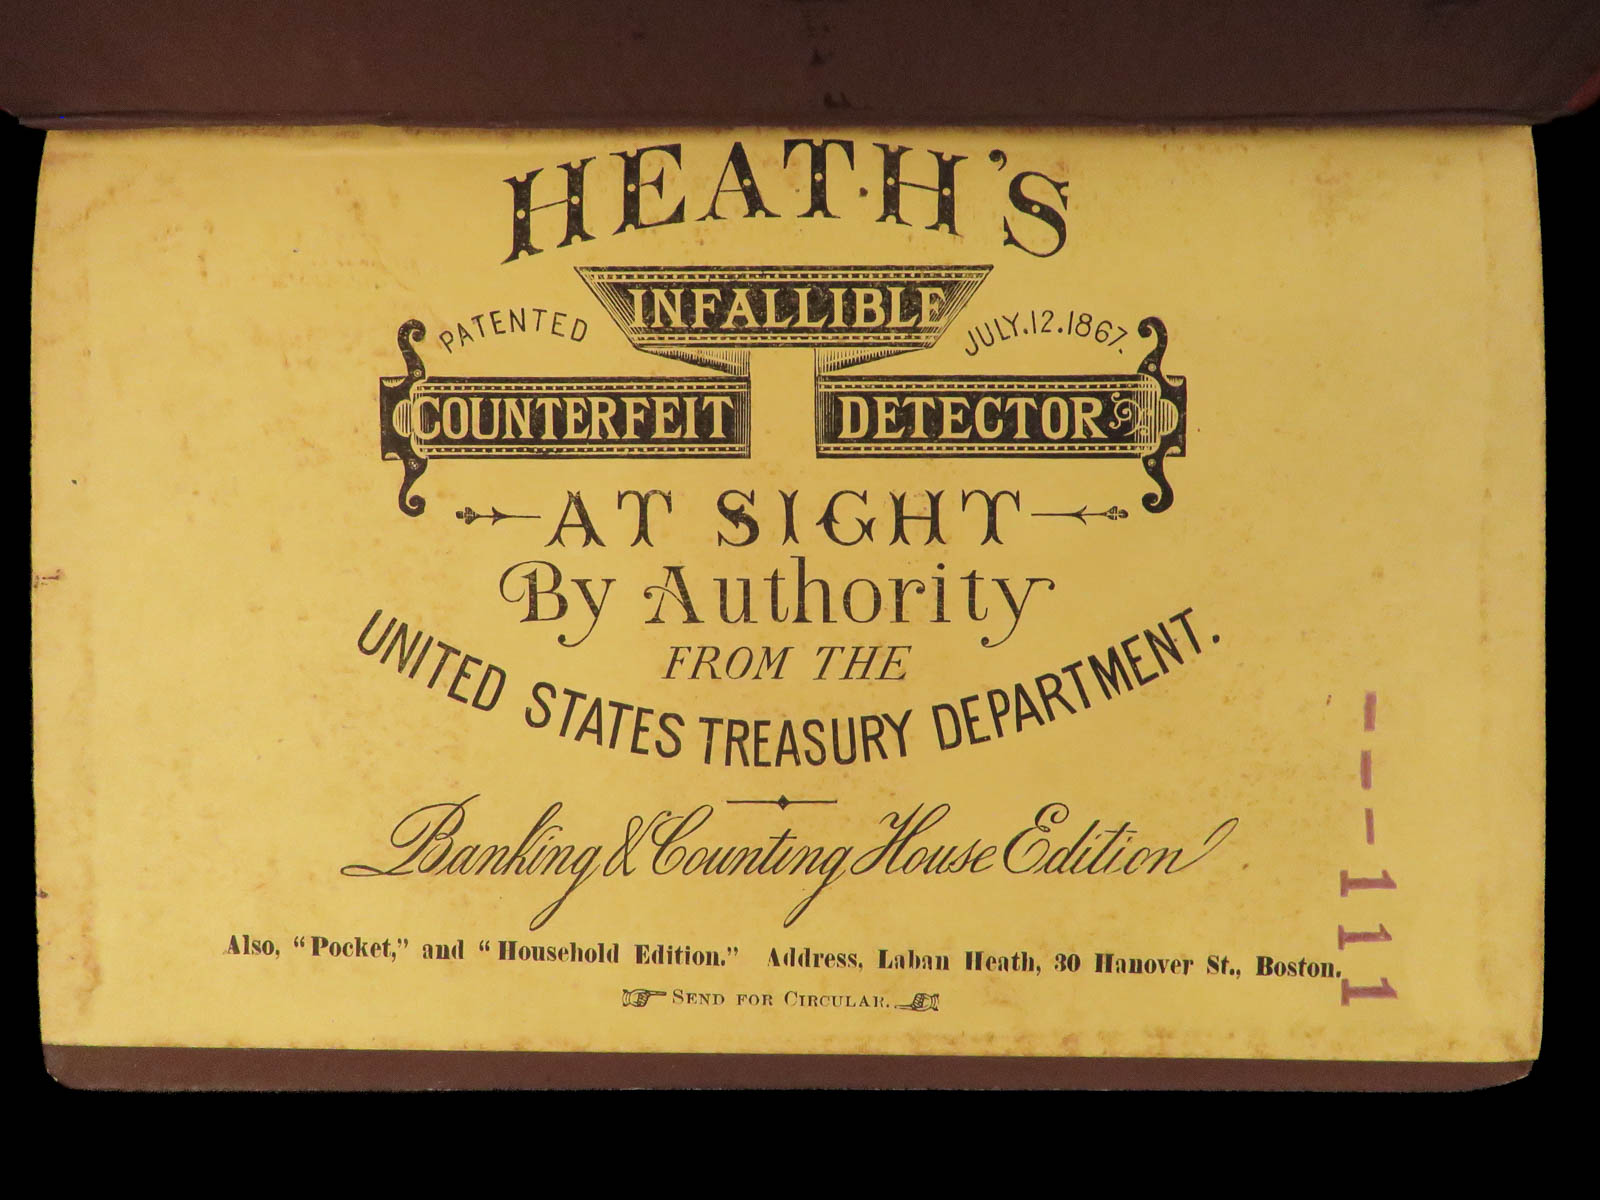 HEATH'S
INFALLIBLE
PATENTED JULY.12.1867.
COUNTERFEIT DETECTOR
AT SIGHT
By Authority
FROM THE
UNITED STATES TREASURY DEPARTMENT.
Banking & Counting House Edition
Also, "Pocket," and "Household Edition." Address, Laban Heath, 30 Hanover St., Boston.
SEND FOR CIRCULAR.
---111